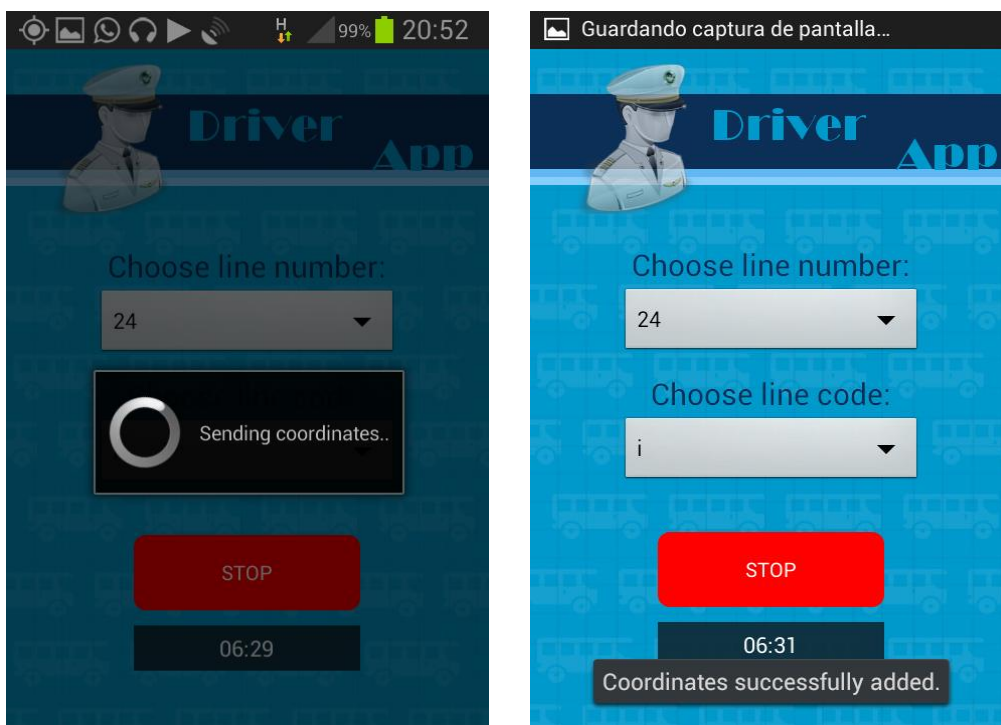 H 99% 20:52
Driver
App
Choose line number:
24
Sending coordinates..
STOP
06:29
Guardando captura de pantalla...
Driver
App
Choose line number:
24
Choose line code:
i
STOP
06:31
Coordinates successfully added.